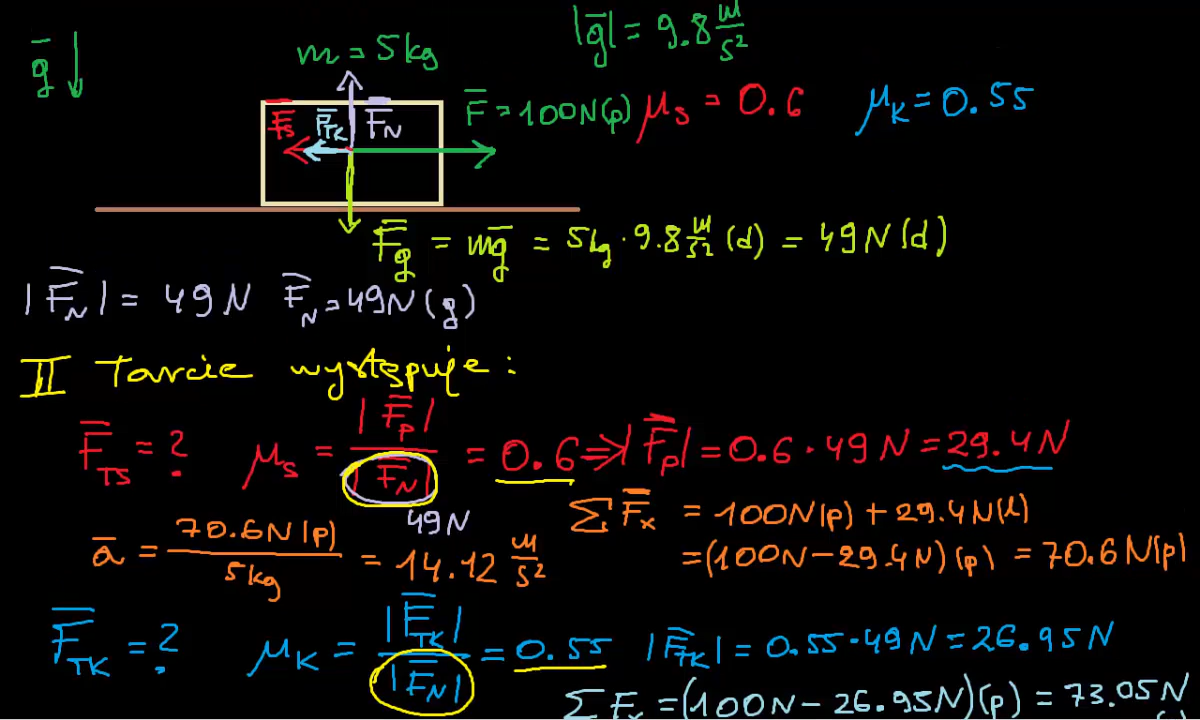 g↓ m = 5kg |g| = 9.8 m/s²
Fs FTK FN F = 100N(p) μs = 0.6 μK = 0.55
Fg = mg = 5kg · 9.8 m/s² (d) = 49N(d)
|FN| = 49N FN = 49N(g)
II Tarcie występuje:
FTS = ? μs = |Fp| / |FN| = 0.6 ⇒ |Fp| = 0.6 · 49N = 29.4N
49N
ΣFx = 100N(p) + 29.4N(l)
= (100N − 29.4N)(p) = 70.6N(p)
a = 70.6N(p) / 5kg = 14.12 m/s²
FTK = ? μK = |FTK| / |FN| = 0.55 |FTK| = 0.55 · 49N = 26.95N
ΣFx = (100N − 26.95N)(p) = 73.05N